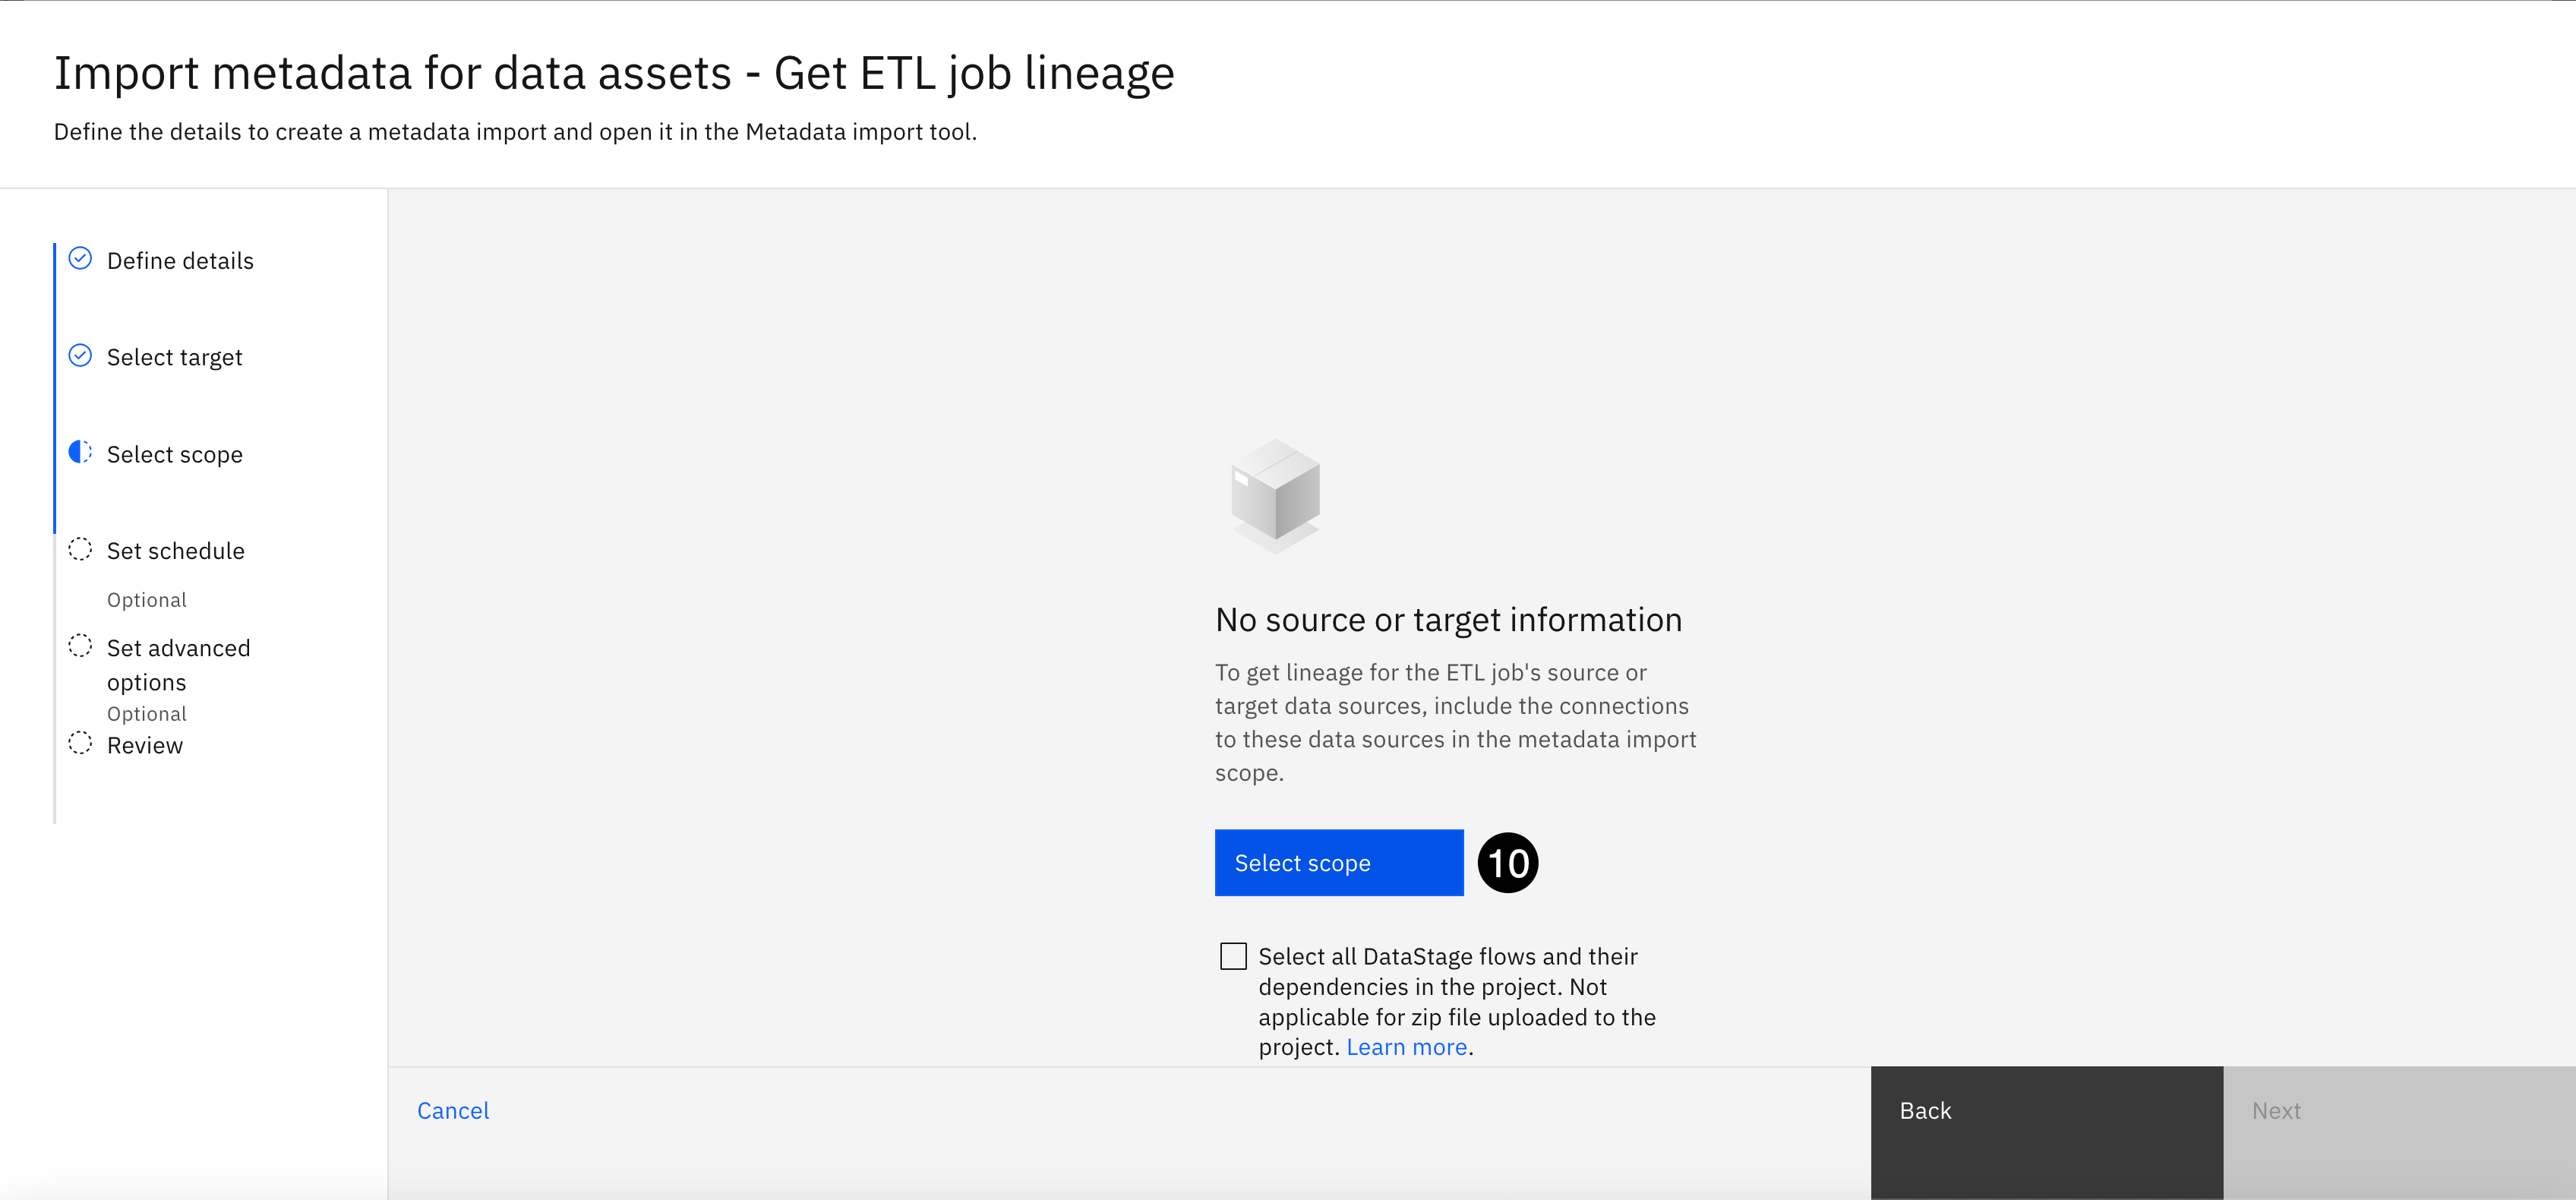 Import metadata for data assets - Get ETL job lineage
Define the details to create a metadata import and open it in the Metadata import tool.
Define details
Select target
Select scope
Set schedule
Optional
Set advanced
options
Optional
Review
No source or target information
To get lineage for the ETL job's source or
target data sources, include the connections
to these data sources in the metadata import
scope.
Select scope
10
Select all DataStage flows and their
dependencies in the project. Not
applicable for zip file uploaded to the
project. Learn more.
Cancel
Back
Next